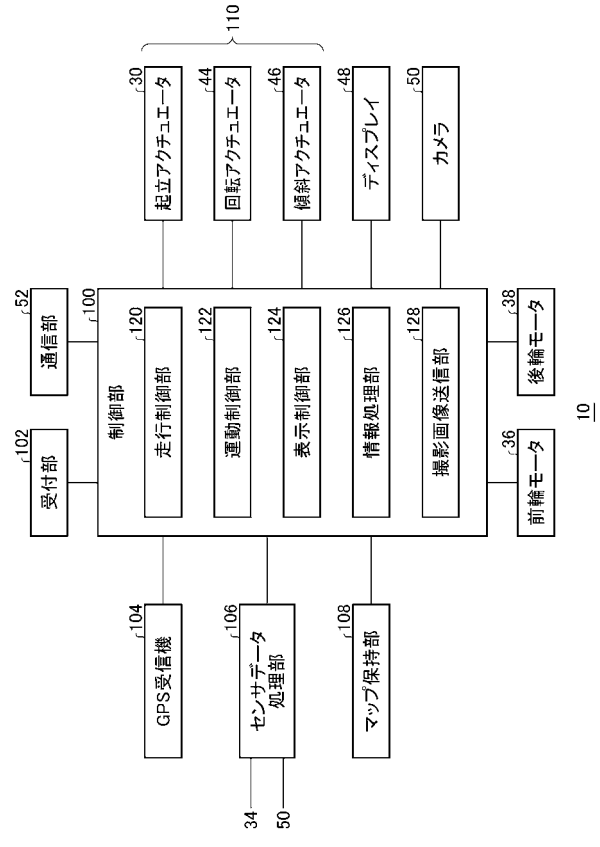 受付部
102
通信部
52
制御部
100
GPS受信機
104
センサデータ
処理部
106
マップ保持部
108
34
50
走行制御部
120
運動制御部
122
表示制御部
124
情報処理部
126
撮影画像送信部
128
起立アクチュエータ
30
回転アクチュエータ
44
傾斜アクチュエータ
46
110
ディスプレイ
48
カメラ
50
前輪モータ
36
後輪モータ
38
10